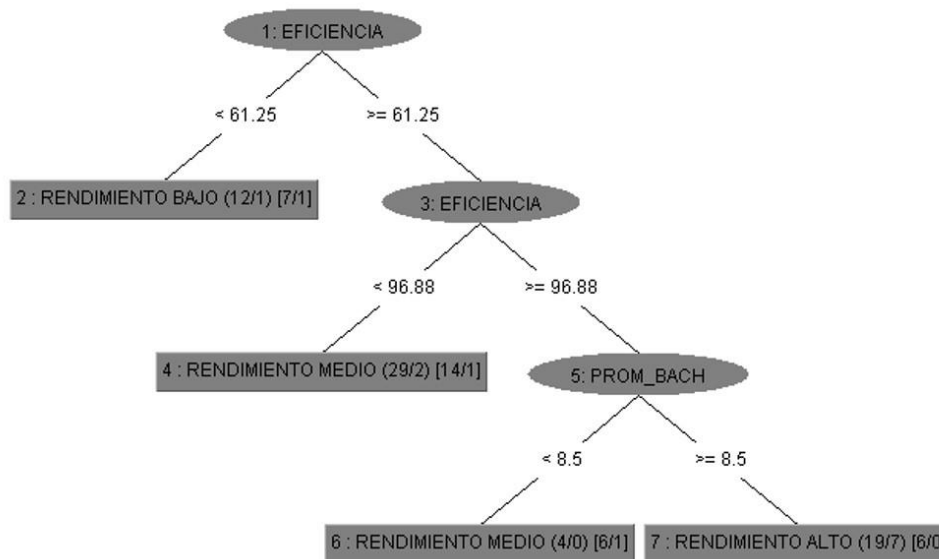 1: EFICIENCIA
< 61.25
>= 61.25
2 : RENDIMIENTO BAJO (12/1) [7/1]
3: EFICIENCIA
< 96.88
>= 96.88
4 : RENDIMIENTO MEDIO (29/2) [14/1]
5: PROM_BACH
< 8.5
>= 8.5
6 : RENDIMIENTO MEDIO (4/0) [6/1]
7 : RENDIMIENTO ALTO (19/7) [6/0